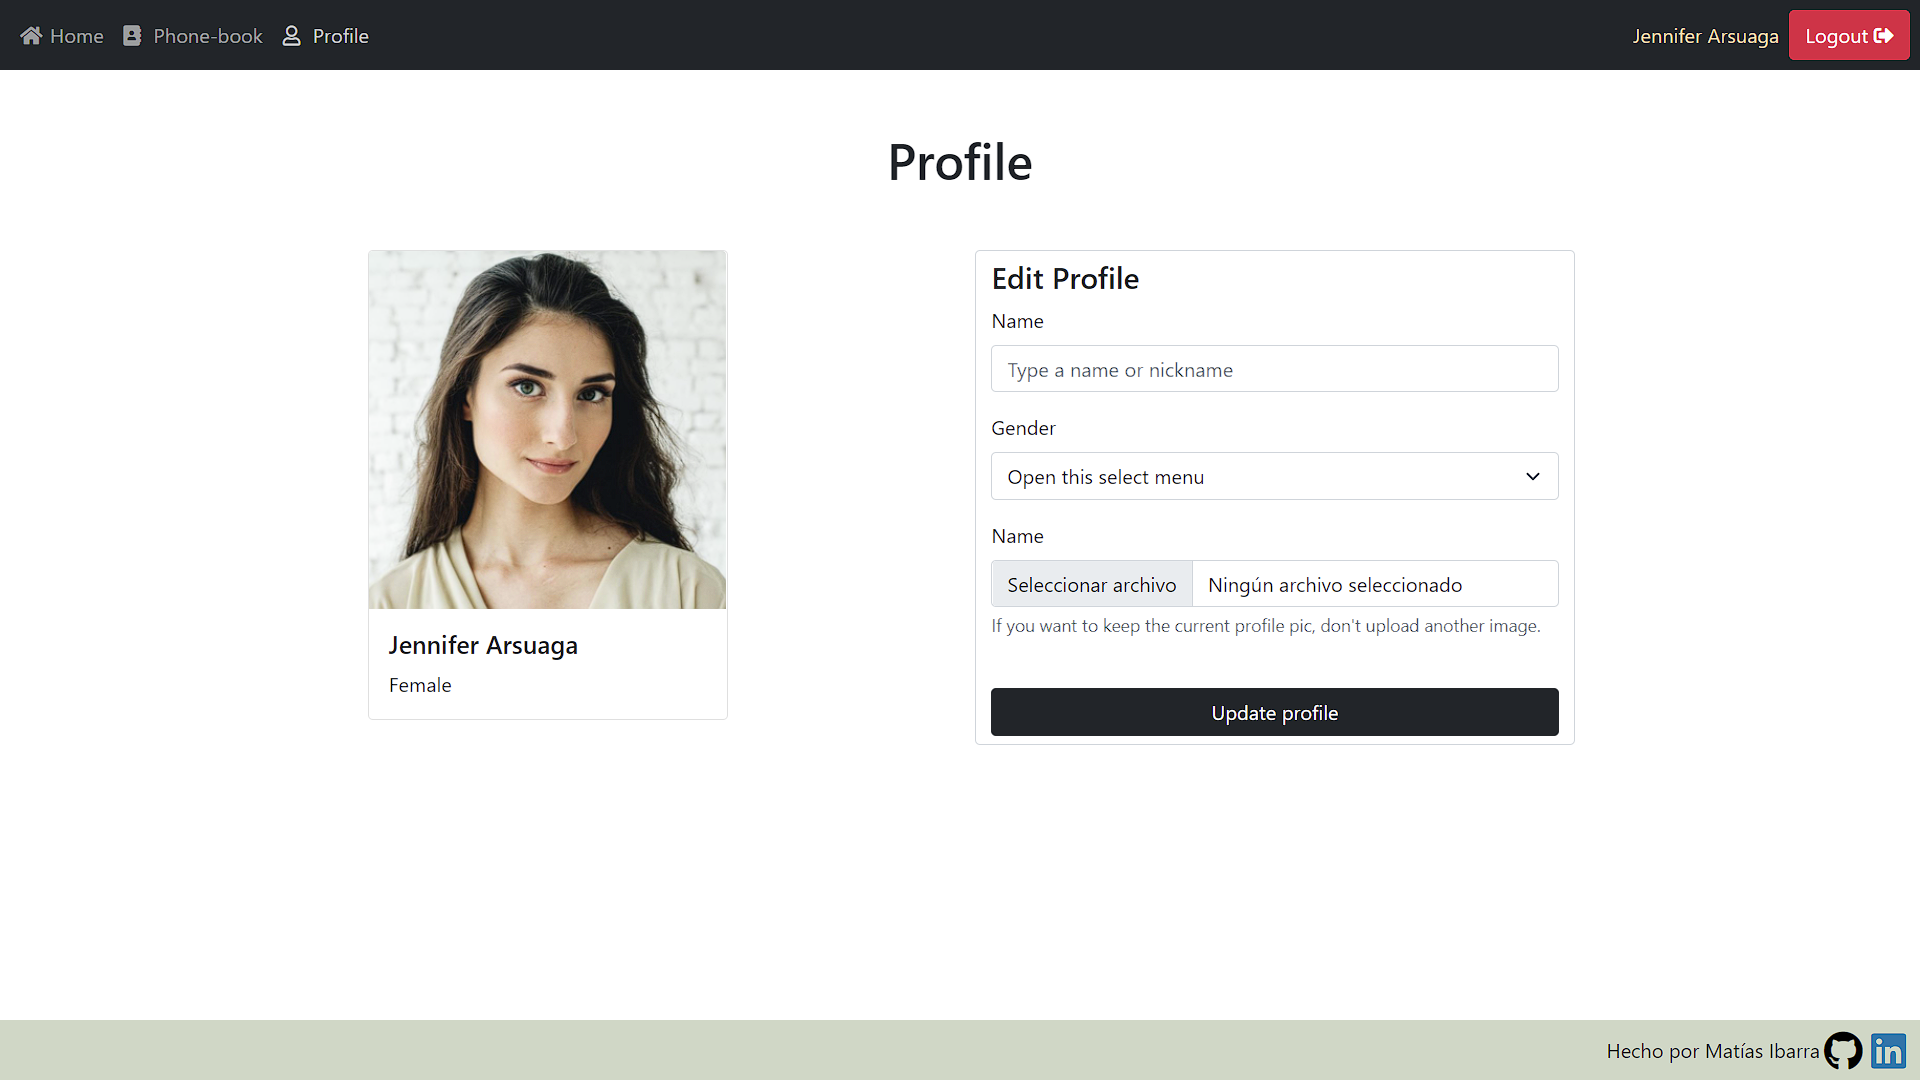 Home Phone-book Profile Jennifer Arsuaga Logout
Profile
Jennifer Arsuaga
Female
Edit Profile
Name
Type a name or nickname
Gender
Open this select menu
Name
Seleccionar archivo Ningún archivo seleccionado
If you want to keep the current profile pic, don't upload another image.
Update profile
Hecho por Matías Ibarra in